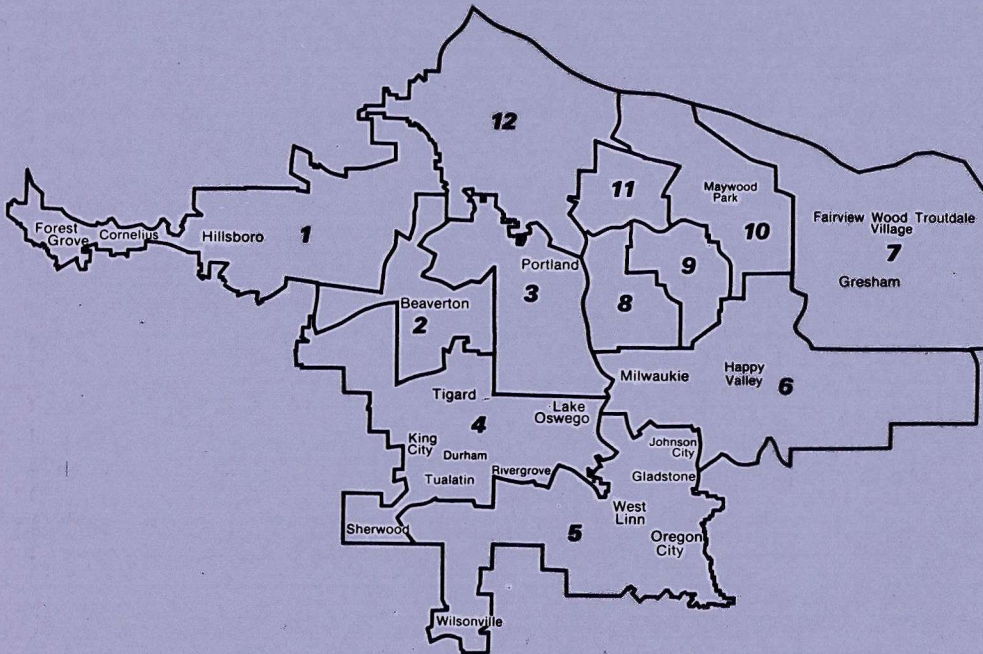 12
11
Maywood
Park
10
Forest
Grove
Cornelius
Hillsboro
1
Fairview Wood Troutdale
Village
7
Gresham
Portland
3
9
8
Beaverton
2
Milwaukie
Happy
Valley
6
Tigard
4
Lake
Oswego
King
City
Durham
Tualatin
Rivergrove
Johnson
City
Gladstone
West
Linn
Oregon
City
5
Sherwood
Wilsonville